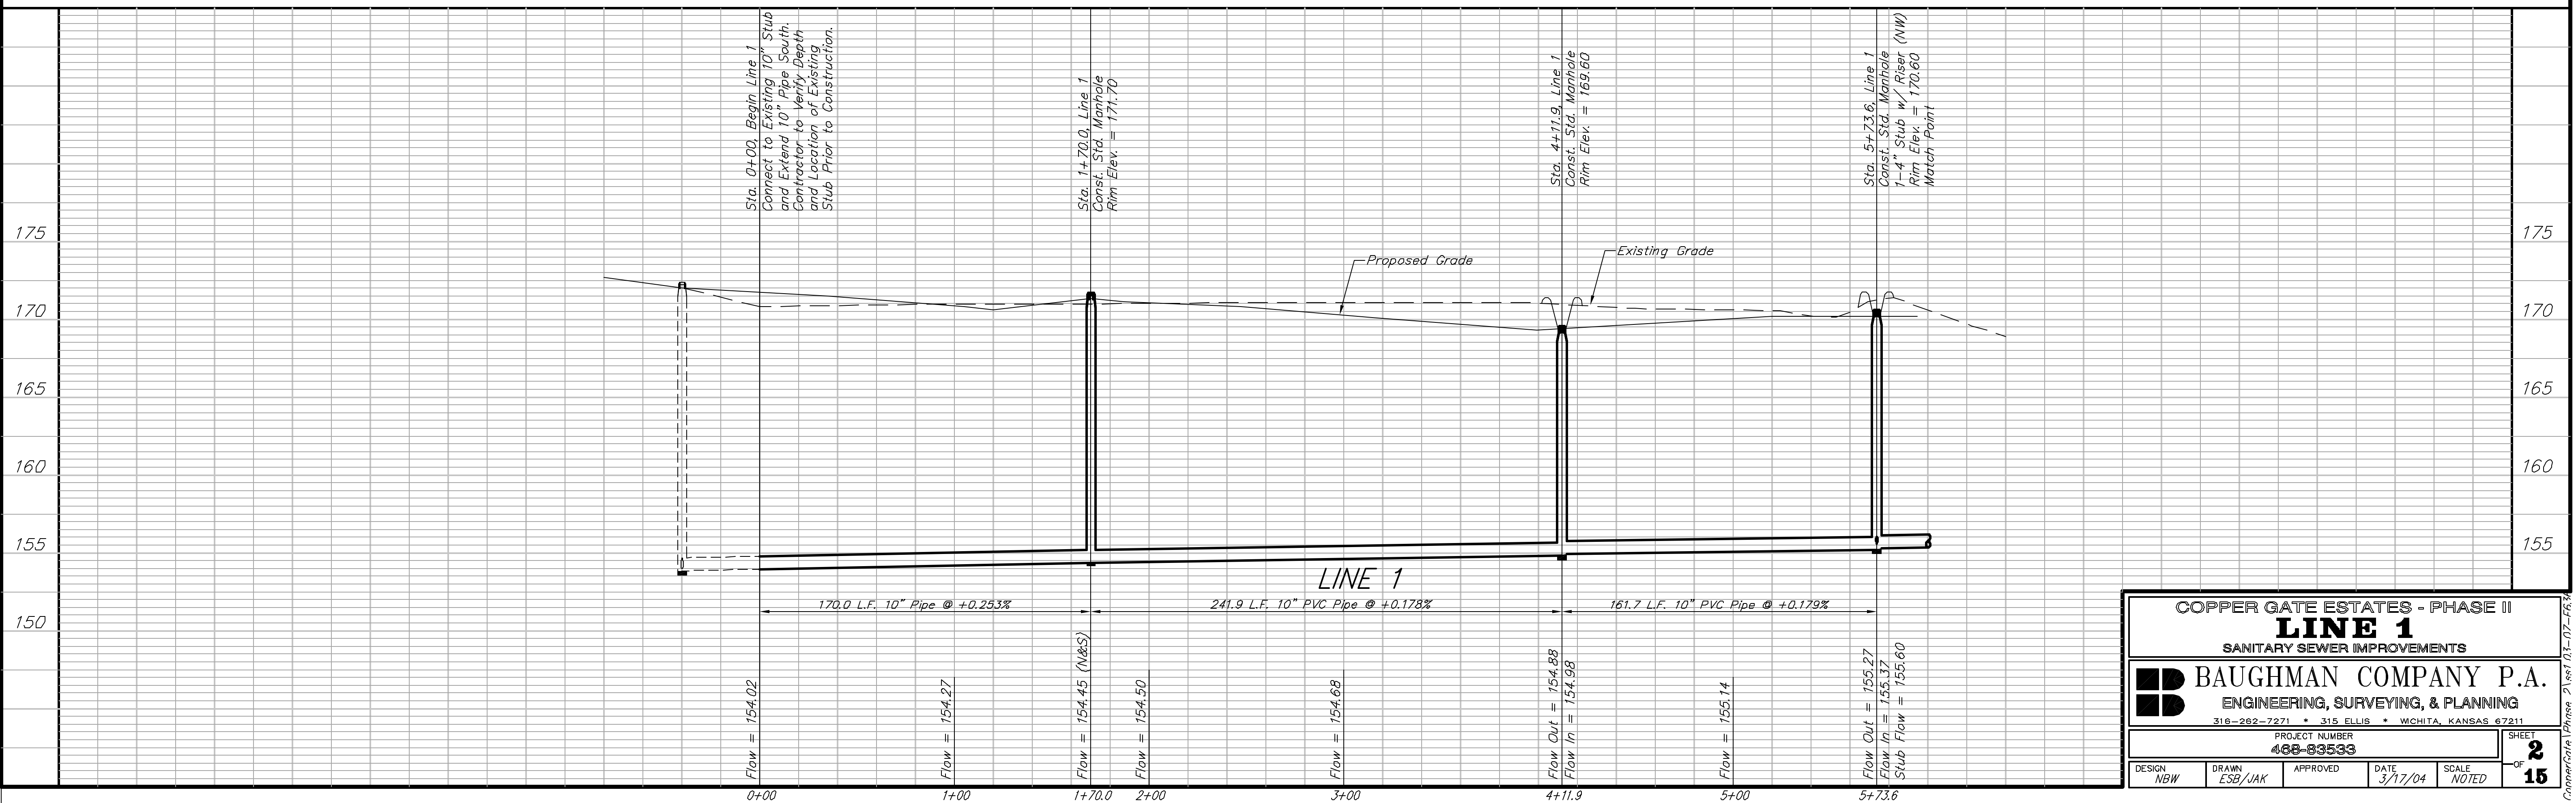 Sta. 0+00, Begin Line 1
Connect to Existing 10" Stub
and Extend 10" Pipe South.
Contractor to Verify Depth
and Location of Existing
Stub Prior to Construction.
Sta. 1+70.0, Line 1
Const. Std. Manhole
Rim Elev. = 171.70
Sta. 4+11.9, Line 1
Const. Std. Manhole
Rim Elev. = 169.60
Sta. 5+73.6, Line 1
Const. Std. Manhole
1-4" Stub w/ Riser (NW)
Rim Elev. = 170.60
Match Point
175
175
Proposed Grade
Existing Grade
170
170
165
165
160
160
155
155
LINE 1
170.0 L.F. 10" Pipe @ +0.253%
241.9 L.F. 10" PVC Pipe @ +0.178%
161.7 L.F. 10" PVC Pipe @ +0.179%
150
Flow = 154.02
Flow = 154.27
Flow = 154.45 (N&S)
Flow = 154.50
Flow = 154.68
Flow Out = 154.88
Flow In = 154.98
Flow = 155.14
Flow Out = 155.27
Flow In = 155.37
Stub Flow = 155.60
0+00
1+00
1+70.0
2+00
3+00
4+11.9
5+00
5+73.6
COPPER GATE ESTATES - PHASE II
LINE 1
SANITARY SEWER IMPROVEMENTS
BAUGHMAN COMPANY P.A.
ENGINEERING, SURVEYING, & PLANNING
316-262-7271 * 315 ELLIS * WICHITA, KANSAS 67211
PROJECT NUMBER
468-83533
SHEET
2
OF
15
DESIGN
NBW
DRAWN
ESB/JAK
APPROVED
DATE
3/17/04
SCALE
NOTED